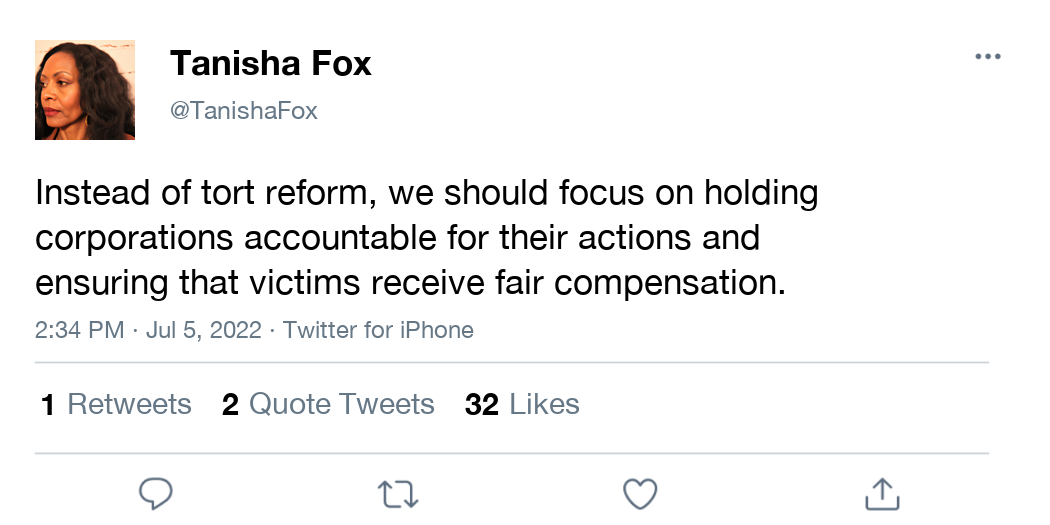 Tanisha Fox
@TanishaFox
Instead of tort reform, we should focus on holding
corporations accountable for their actions and
ensuring that victims receive fair compensation.
2:34 PM · Jul 5, 2022 · Twitter for iPhone
1 Retweets 2 Quote Tweets 32 Likes